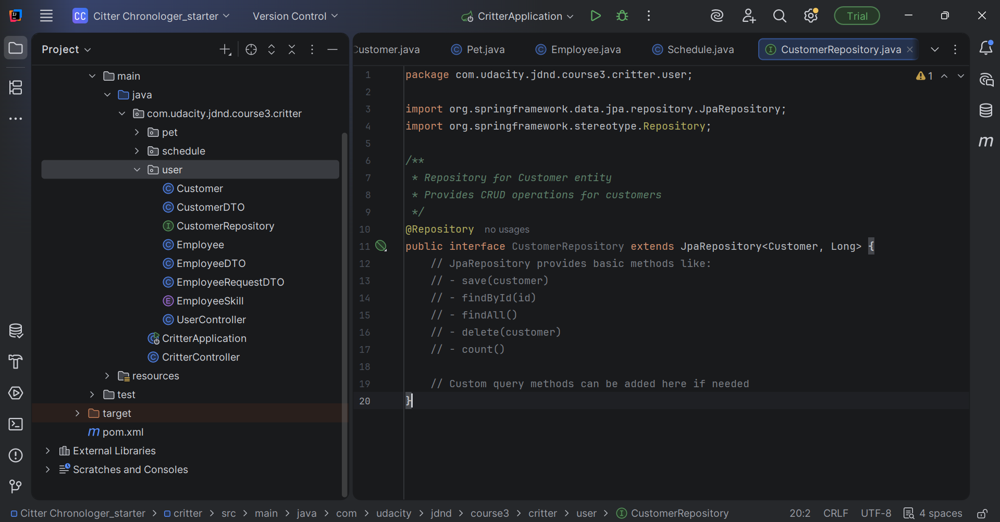 CC Citter Chronologer_starter Version Control CritterApplication Trial
Project
main
java
com.udacity.jdnd.course3.critter
pet
schedule
user
Customer
CustomerDTO
CustomerRepository
Employee
EmployeeDTO
EmployeeRequestDTO
EmployeeSkill
UserController
CritterApplication
CritterController
resources
test
target
pom.xml
External Libraries
Scratches and Consoles
Customer.java Pet.java Employee.java Schedule.java CustomerRepository.java
1 package com.udacity.jdnd.course3.critter.user; 1
2
3 import org.springframework.data.jpa.repository.JpaRepository;
4 import org.springframework.stereotype.Repository;
5
6 /**
7 * Repository for Customer entity
8 * Provides CRUD operations for customers
9 */
10 @Repository no usages
11 public interface CustomerRepository extends JpaRepository<Customer, Long> {
12 // JpaRepository provides basic methods like:
13 // - save(customer)
14 // - findById(id)
15 // - findAll()
16 // - delete(customer)
17 // - count()
18
19 // Custom query methods can be added here if needed
20 }
Citter Chronologer_starter > critter > src > main > java > com > udacity > jdnd > course3 > critter > user > CustomerRepository 20:2 CRLF UTF-8 4 spaces